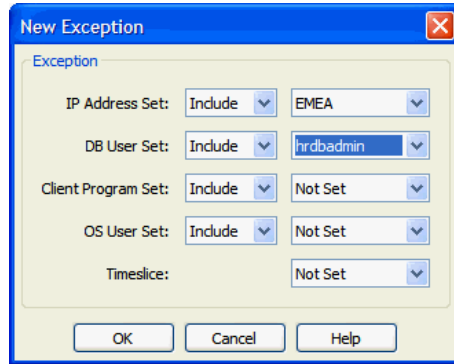 New Exception
Exception
IP Address Set: Include EMEA
DB User Set: Include hrdbadmin
Client Program Set: Include Not Set
OS User Set: Include Not Set
Timeslice: Not Set
OK Cancel Help